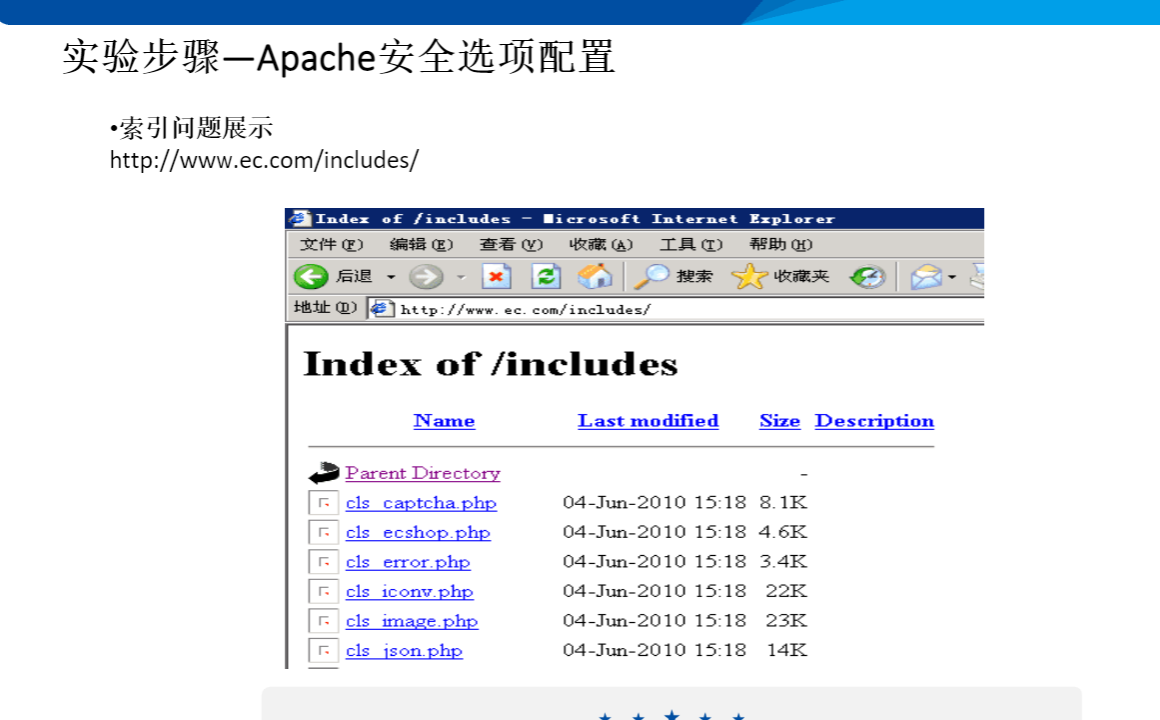 实验步骤—Apache安全选项配置
•索引问题展示
http://www.ec.com/includes/
Index of /includes - Microsoft Internet Explorer
文件(F) 编辑(E) 查看(V) 收藏(A) 工具(T) 帮助(H)
后退 搜索 收藏夹
地址(D) http://www.ec.com/includes/
Index of /includes
Name Last modified Size Description
Parent Directory -
cls_captcha.php 04-Jun-2010 15:18 8.1K
cls_ecshop.php 04-Jun-2010 15:18 4.6K
cls_error.php 04-Jun-2010 15:18 3.4K
cls_iconv.php 04-Jun-2010 15:18 22K
cls_image.php 04-Jun-2010 15:18 23K
cls_json.php 04-Jun-2010 15:18 14K